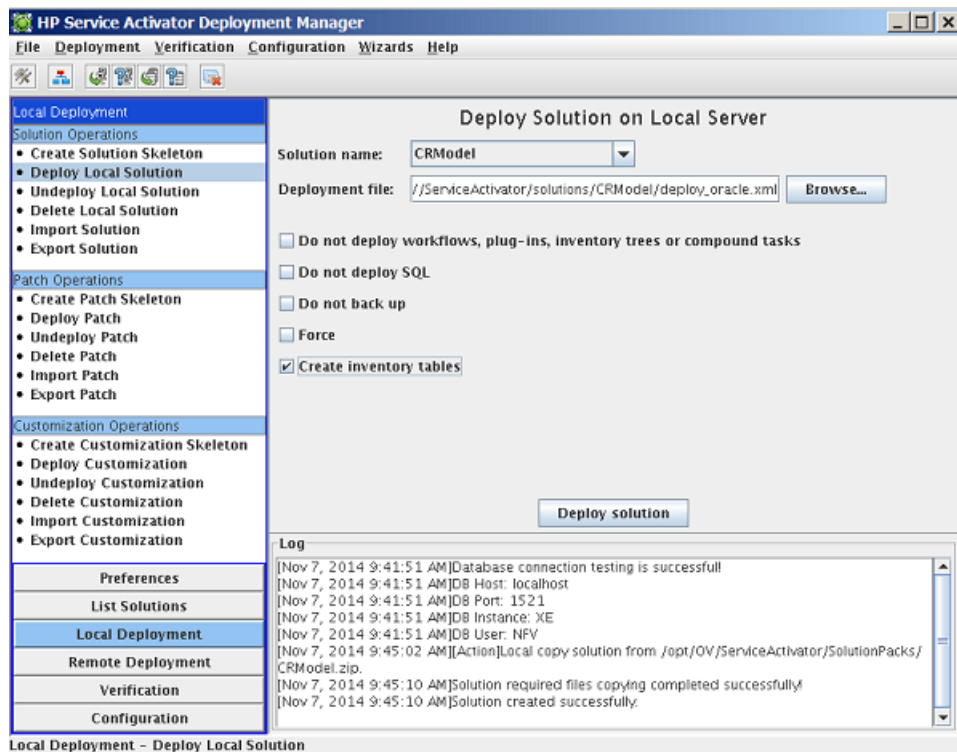 HP Service Activator Deployment Manager
File Deployment Verification Configuration Wizards Help
Local Deployment
Solution Operations
• Create Solution Skeleton
• Deploy Local Solution
• Undeploy Local Solution
• Delete Local Solution
• Import Solution
• Export Solution
Patch Operations
• Create Patch Skeleton
• Deploy Patch
• Undeploy Patch
• Delete Patch
• Import Patch
• Export Patch
Customization Operations
• Create Customization Skeleton
• Deploy Customization
• Undeploy Customization
• Delete Customization
• Import Customization
• Export Customization
Preferences
List Solutions
Local Deployment
Remote Deployment
Verification
Configuration
Deploy Solution on Local Server
Solution name: CRModel
Deployment file: //ServiceActivator/solutions/CRModel/deploy_oracle.xml Browse...
Do not deploy workflows, plug-ins, inventory trees or compound tasks
Do not deploy SQL
Do not back up
Force
Create inventory tables
Deploy solution
Log
[Nov 7, 2014 9:41:51 AM]Database connection testing is successful!
[Nov 7, 2014 9:41:51 AM]DB Host: localhost
[Nov 7, 2014 9:41:51 AM]DB Port: 1521
[Nov 7, 2014 9:41:51 AM]DB Instance: XE
[Nov 7, 2014 9:41:51 AM]DB User: NFV
[Nov 7, 2014 9:45:02 AM][Action]Local copy solution from /opt/OV/ServiceActivator/SolutionPacks/
CRModel.zip.
[Nov 7, 2014 9:45:10 AM]Solution required files copying completed successfully!
[Nov 7, 2014 9:45:10 AM]Solution created successfully.
Local Deployment - Deploy Local Solution